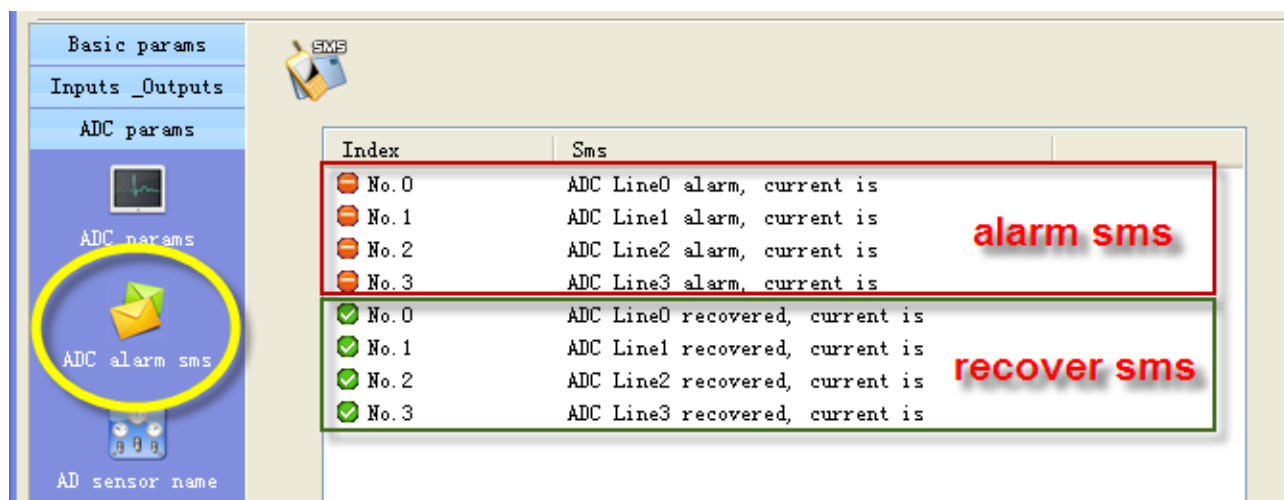 Basic params
Inputs _Outputs
ADC params
ADC params
ADC alarm sms
AD sensor name
SMS
Index Sms
No. 0 ADC Line0 alarm, current is
No. 1 ADC Line1 alarm, current is
No. 2 ADC Line2 alarm, current is
No. 3 ADC Line3 alarm, current is
alarm sms
No. 0 ADC Line0 recovered, current is
No. 1 ADC Line1 recovered, current is
No. 2 ADC Line2 recovered, current is
No. 3 ADC Line3 recovered, current is
recover sms